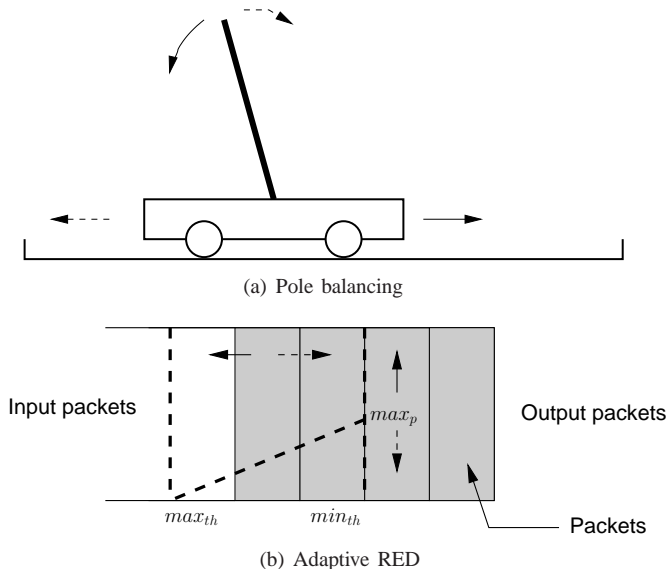 (a) Pole balancing
Input packets
max_p
Output packets
max_th
min_th
Packets
(b) Adaptive RED